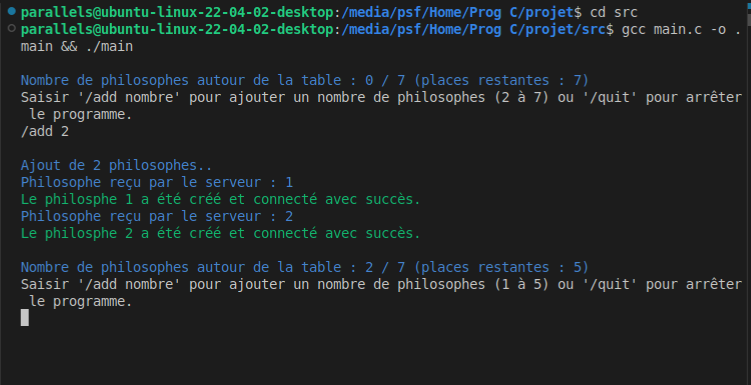 parallels@ubuntu-linux-22-04-02-desktop:/media/psf/Home/Prog C/projet$ cd src
parallels@ubuntu-linux-22-04-02-desktop:/media/psf/Home/Prog C/projet/src$ gcc main.c -o .
main && ./main
Nombre de philosophes autour de la table : 0 / 7 (places restantes : 7)
Saisir '/add nombre' pour ajouter un nombre de philosophes (2 à 7) ou '/quit' pour arrêter
le programme.
/add 2
Ajout de 2 philosophes..
Philosophe reçu par le serveur : 1
Le philosphe 1 a été créé et connecté avec succès.
Philosophe reçu par le serveur : 2
Le philosphe 2 a été créé et connecté avec succès.
Nombre de philosophes autour de la table : 2 / 7 (places restantes : 5)
Saisir '/add nombre' pour ajouter un nombre de philosophes (1 à 5) ou '/quit' pour arrêter
le programme.